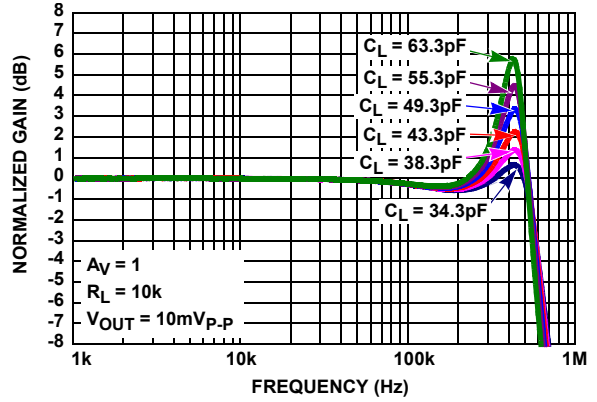 NORMALIZED GAIN (dB)
8
7
6
5
4
3
2
1
0
-1
-2
-3
-4
-5
-6
-7
-8
CL = 63.3pF
CL = 55.3pF
CL = 49.3pF
CL = 43.3pF
CL = 38.3pF
CL = 34.3pF
AV = 1
RL = 10k
VOUT = 10mVP-P
1k 10k 100k 1M
FREQUENCY (Hz)